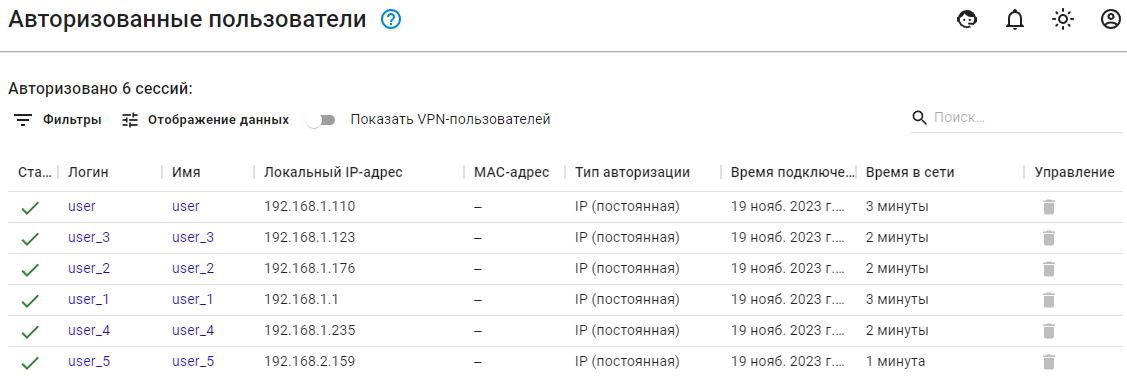 Авторизованные пользователи
Авторизовано 6 сессий:
Фильтры Отображение данных Показать VPN-пользователей Поиск...
Ста... Логин Имя Локальный IP-адрес MAC-адрес Тип авторизации Время подключе... Время в сети Управление
user user 192.168.1.110 – IP (постоянная) 19 нояб. 2023 г.... 3 минуты
user_3 user_3 192.168.1.123 – IP (постоянная) 19 нояб. 2023 г.... 2 минуты
user_2 user_2 192.168.1.176 – IP (постоянная) 19 нояб. 2023 г.... 2 минуты
user_1 user_1 192.168.1.1 – IP (постоянная) 19 нояб. 2023 г.... 3 минуты
user_4 user_4 192.168.1.235 – IP (постоянная) 19 нояб. 2023 г.... 2 минуты
user_5 user_5 192.168.2.159 – IP (постоянная) 19 нояб. 2023 г.... 1 минута